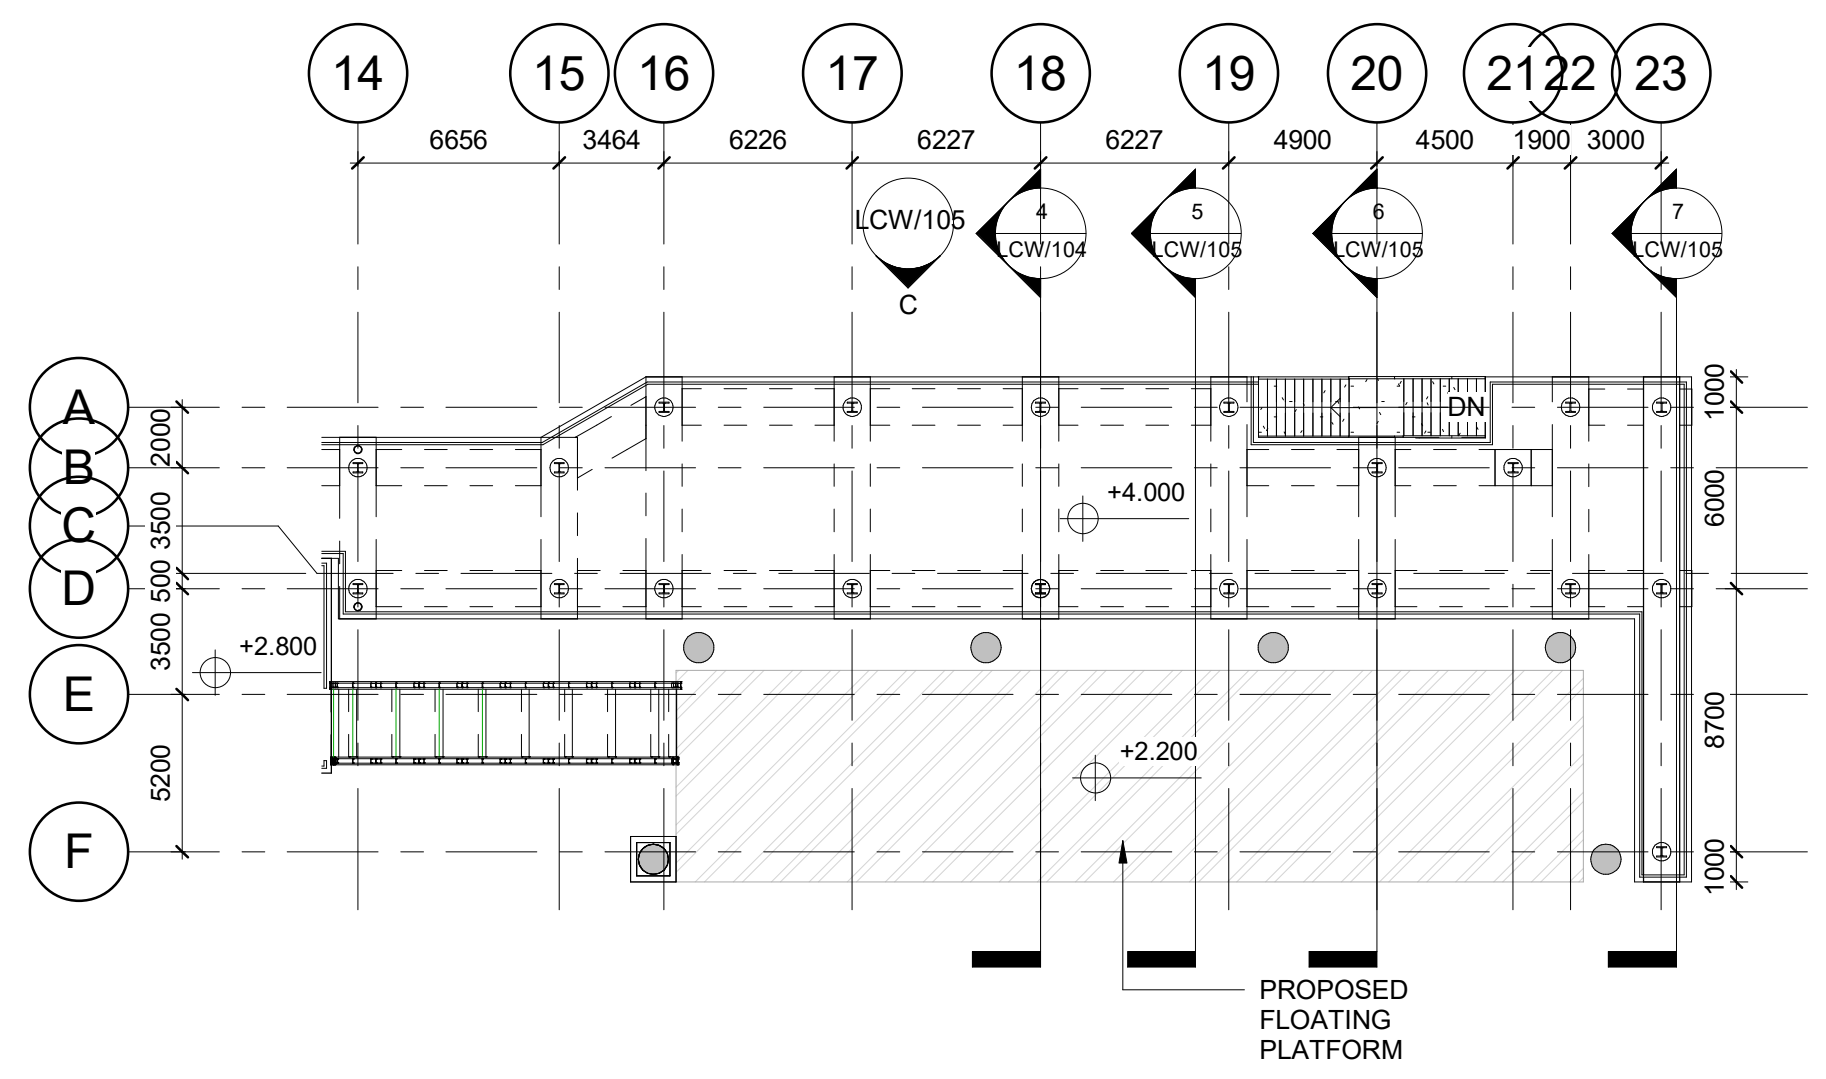 14 15 16 17 18 19 20 21 22 23
6656 3464 6226 6227 6227 4900 4500 1900 3000
LCW/105
C
4
LCW/104
5
LCW/105
6
LCW/105
7
LCW/105
A
B
C
D
E
F
2000
3500
500
3500
5200
1000
6000
8700
1000
DN
+4.000
+2.800
+2.200
PROPOSED
FLOATING
PLATFORM